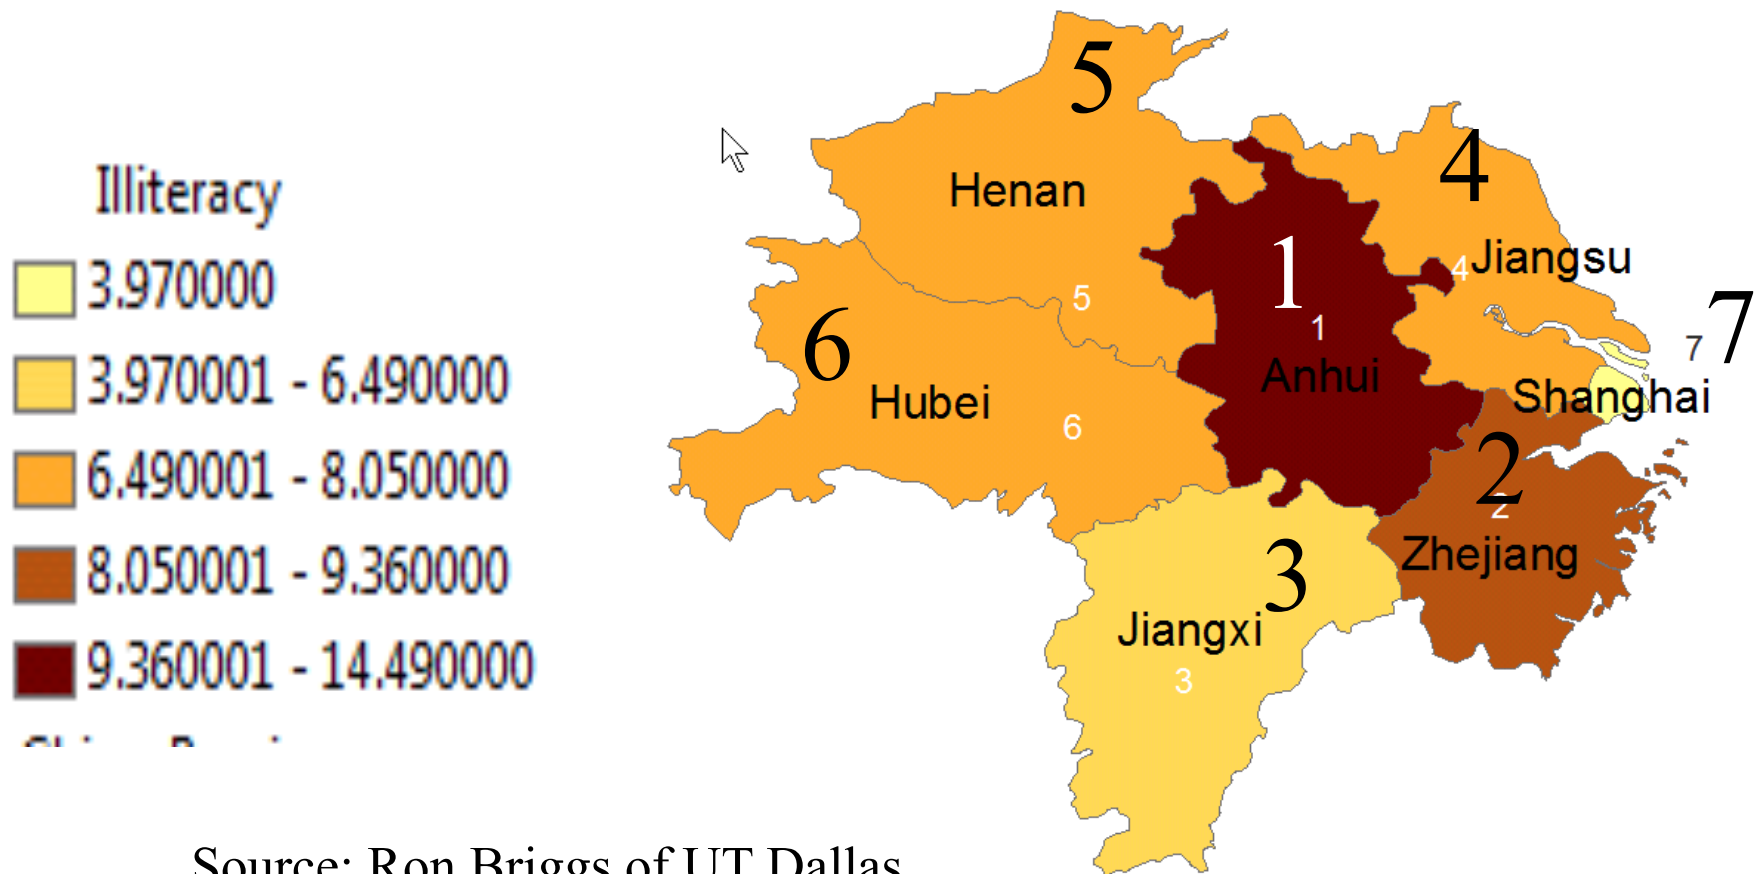 Illiteracy
3.970000
3.970001 - 6.490000
6.490001 - 8.050000
8.050001 - 9.360000
9.360001 - 14.490000
5
Henan
4
Jiangsu
4
1
5
1
Anhui
6
Hubei
6
7
7
Shanghai
2
2
Zhejiang
3
Jiangxi
3
Source: Ron Briggs of UT Dallas